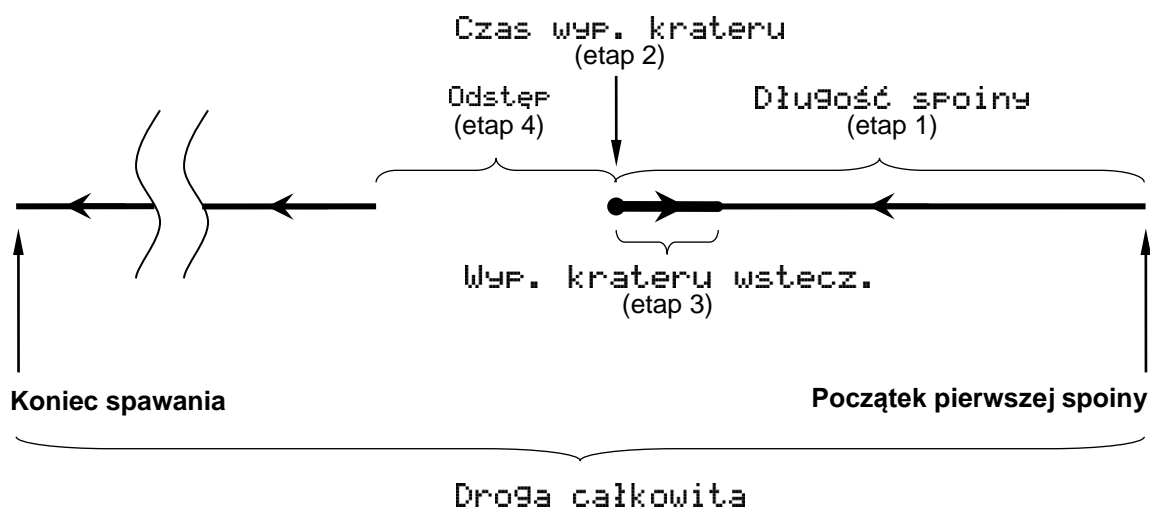 Czas wyp. krateru
(etap 2)
Odstęp
(etap 4)
Długość spoiny
(etap 1)
Wyp. krateru wstecz.
(etap 3)
Koniec spawania
Początek pierwszej spoiny
Droga całkowita